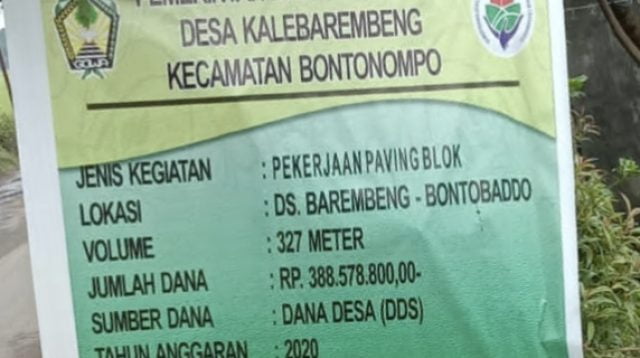 DESA KALEBAREMBENG
KECAMATAN BONTONOMPO
GOWA
JENIS KEGIATAN : PEKERJAAN PAVING BLOK
LOKASI : DS. BAREMBENG - BONTOBADDO
VOLUME : 327 METER
JUMLAH DANA : RP. 388.578.800,00-
SUMBER DANA : DANA DESA (DDS)
TAHUN ANGGARAN : 2020